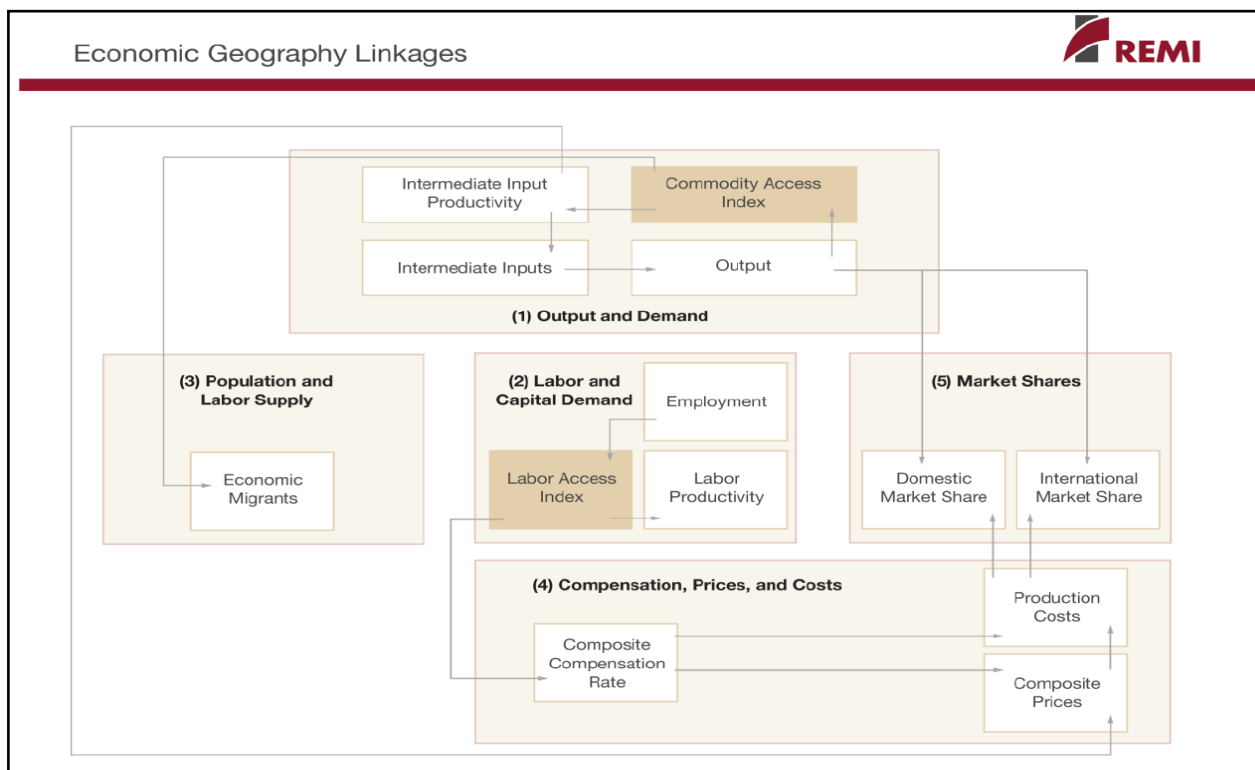 Economic Geography Linkages
REMI
Intermediate Input
Productivity
Commodity Access
Index
Intermediate Inputs
Output
(1) Output and Demand
(3) Population and
Labor Supply
Economic
Migrants
(2) Labor and
Capital Demand
Employment
Labor Access
Index
Labor
Productivity
(5) Market Shares
Domestic
Market Share
International
Market Share
(4) Compensation, Prices, and Costs
Composite
Compensation
Rate
Production
Costs
Composite
Prices